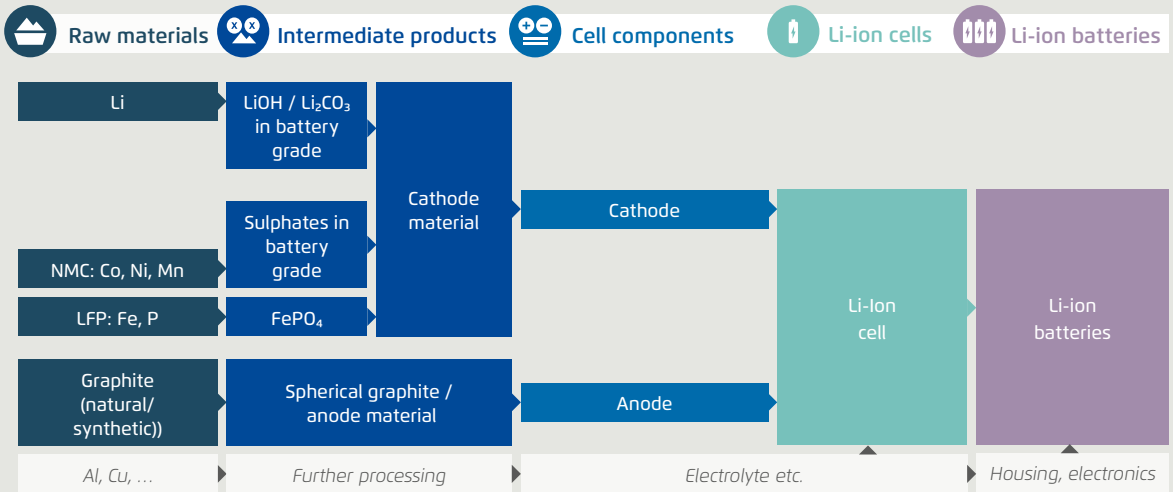 Raw materials
Intermediate products
Cell components
Li-ion cells
Li-ion batteries
Li
LiOH / Li₂CO₃
in battery
grade
Cathode
material
Sulphates in
battery
grade
NMC: Co, Ni, Mn
LFP: Fe, P
FePO₄
Cathode
Li-Ion
cell
Li-ion
batteries
Graphite
(natural/
synthetic))
Spherical graphite /
anode material
Anode
Al, Cu, …
Further processing
Electrolyte etc.
Housing, electronics